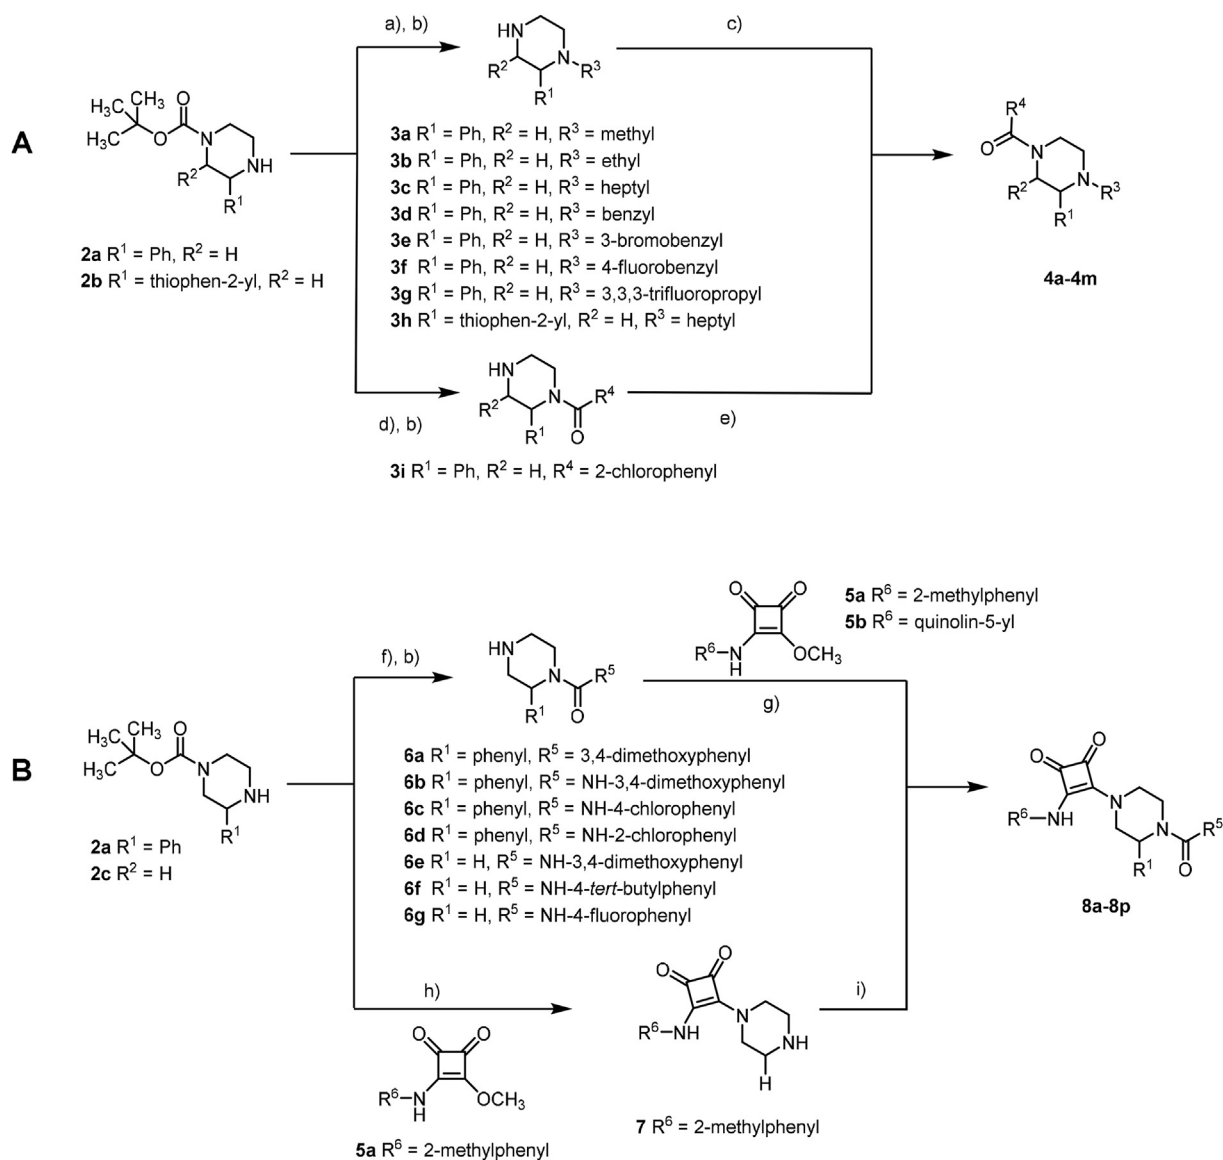 A
a), b)
c)
HN
N
R²
R³
R¹
H₃C
CH₃
H₃C
O
O
N
NH
R²
R¹
2a R¹ = Ph, R² = H
2b R¹ = thiophen-2-yl, R² = H
3a R¹ = Ph, R² = H, R³ = methyl
3b R¹ = Ph, R² = H, R³ = ethyl
3c R¹ = Ph, R² = H, R³ = heptyl
3d R¹ = Ph, R² = H, R³ = benzyl
3e R¹ = Ph, R² = H, R³ = 3-bromobenzyl
3f R¹ = Ph, R² = H, R³ = 4-fluorobenzyl
3g R¹ = Ph, R² = H, R³ = 3,3,3-trifluoropropyl
3h R¹ = thiophen-2-yl, R² = H, R³ = heptyl
R⁴
O
N
R²
N
R³
R¹
4a-4m
d), b)
HN
R²
N
R⁴
R¹
O
e)
3i R¹ = Ph, R² = H, R⁴ = 2-chlorophenyl
B
f), b)
HN
N
R⁵
R¹
O
O
O
R⁶
N
H
OCH₃
5a R⁶ = 2-methylphenyl
5b R⁶ = quinolin-5-yl
g)
H₃C
CH₃
H₃C
O
O
N
NH
R¹
2a R¹ = Ph
2c R² = H
6a R¹ = phenyl, R⁵ = 3,4-dimethoxyphenyl
6b R¹ = phenyl, R⁵ = NH-3,4-dimethoxyphenyl
6c R¹ = phenyl, R⁵ = NH-4-chlorophenyl
6d R¹ = phenyl, R⁵ = NH-2-chlorophenyl
6e R¹ = H, R⁵ = NH-3,4-dimethoxyphenyl
6f R¹ = H, R⁵ = NH-4-tert-butylphenyl
6g R¹ = H, R⁵ = NH-4-fluorophenyl
O
O
R⁶
NH
N
N
R⁵
R¹
O
8a-8p
h)
O
O
R⁶
N
H
OCH₃
5a R⁶ = 2-methylphenyl
O
O
R⁶
NH
N
NH
H
7 R⁶ = 2-methylphenyl
i)